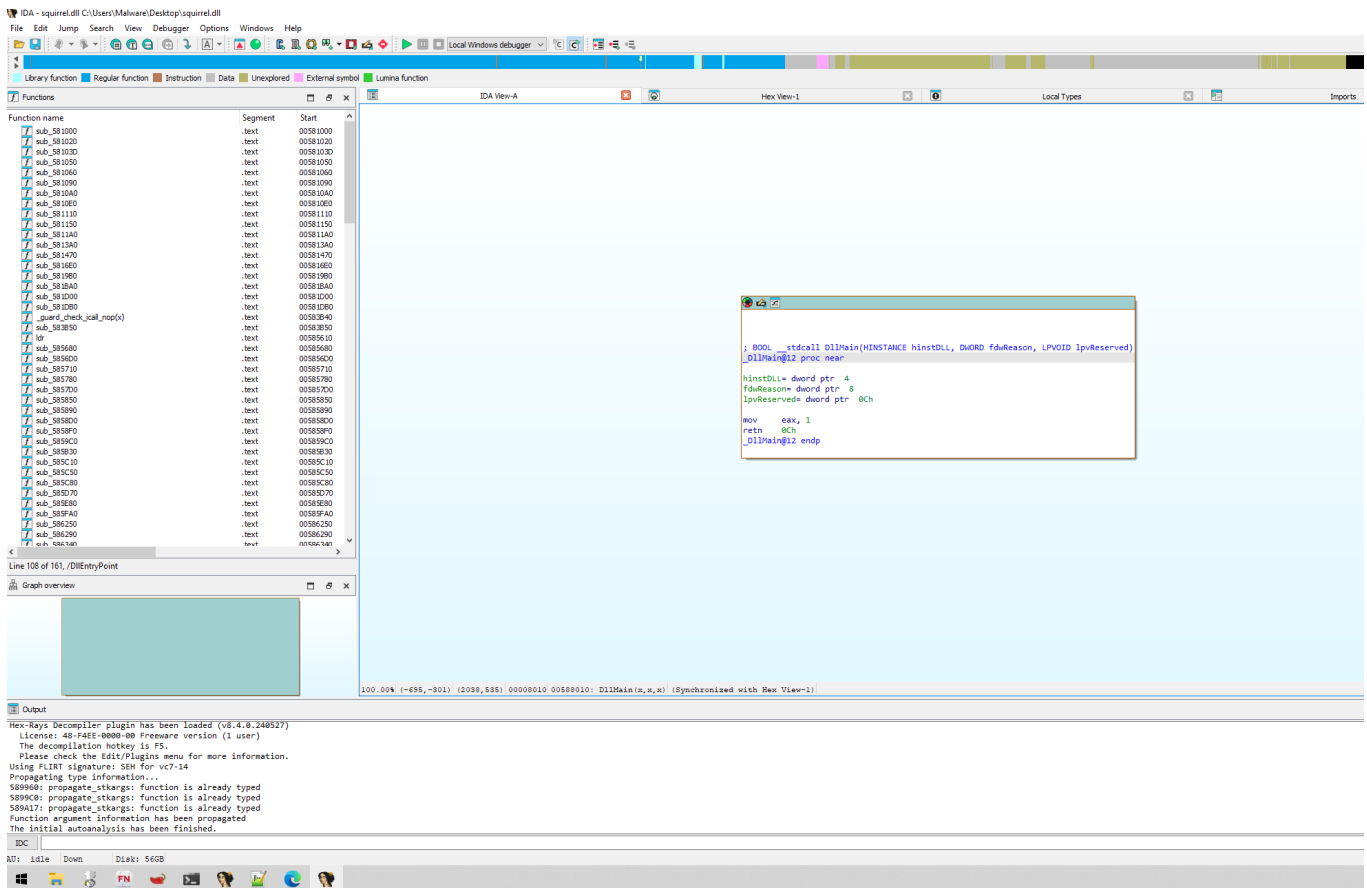 IDA - squirrel.dll C:\Users\Malware\Desktop\squirrel.dll
File Edit Jump Search View Debugger Options Windows Help
Local Windows debugger
Library function Regular function Instruction Data Unexplored External symbol Lumina function
Functions
IDA View-A
Hex View-1
Local Types
Imports
Function name Segment Start
sub_581000 .text 00581000
sub_581020 .text 00581020
sub_58103D .text 0058103D
sub_581050 .text 00581050
sub_581060 .text 00581060
sub_581090 .text 00581090
sub_5810A0 .text 005810A0
sub_5810E0 .text 005810E0
sub_581110 .text 00581110
sub_581150 .text 00581150
sub_5811A0 .text 005811A0
sub_5813A0 .text 005813A0
sub_581470 .text 00581470
sub_5816E0 .text 005816E0
sub_5819B0 .text 005819B0
sub_581BA0 .text 00581BA0
sub_581D00 .text 00581D00
sub_581DB0 .text 00581DB0
_guard_check_icall_nop(x) .text 00583B40
sub_583B50 .text 00583B50
ldr .text 00585610
sub_585680 .text 00585680
sub_5856D0 .text 005856D0
sub_585710 .text 00585710
sub_585780 .text 00585780
sub_5857D0 .text 005857D0
sub_585850 .text 00585850
sub_585890 .text 00585890
sub_5858D0 .text 005858D0
sub_5858F0 .text 005858F0
sub_5859C0 .text 005859C0
sub_585B30 .text 00585B30
sub_585C10 .text 00585C10
sub_585C50 .text 00585C50
sub_585C80 .text 00585C80
sub_585D70 .text 00585D70
sub_585E80 .text 00585E80
sub_585FA0 .text 00585FA0
sub_586250 .text 00586250
sub_586290 .text 00586290
sub_586340 .text 00586340
Line 108 of 161, /DllEntryPoint
Graph overview
; BOOL __stdcall DllMain(HINSTANCE hinstDLL, DWORD fdwReason, LPVOID lpvReserved)
_DllMain@12 proc near
hinstDLL= dword ptr 4
fdwReason= dword ptr 8
lpvReserved= dword ptr 0Ch
mov eax, 1
retn 0Ch
_DllMain@12 endp
100.00% (-695,-301) (2038,535) 00008010 00588010: DllMain(x,x,x) (Synchronized with Hex View-1)
Output
Hex-Rays Decompiler plugin has been loaded (v8.4.0.240527)
License: 48-F4EE-0000-00 Freeware version (1 user)
The decompilation hotkey is F5.
Please check the Edit/Plugins menu for more information.
Using FLIRT signature: SEH for vc7-14
Propagating type information...
589960: propagate_stkargs: function is already typed
5899C0: propagate_stkargs: function is already typed
589A17: propagate_stkargs: function is already typed
Function argument information has been propagated
The initial autoanalysis has been finished.
IDC
AU: idle Down Disk: 56GB
FN